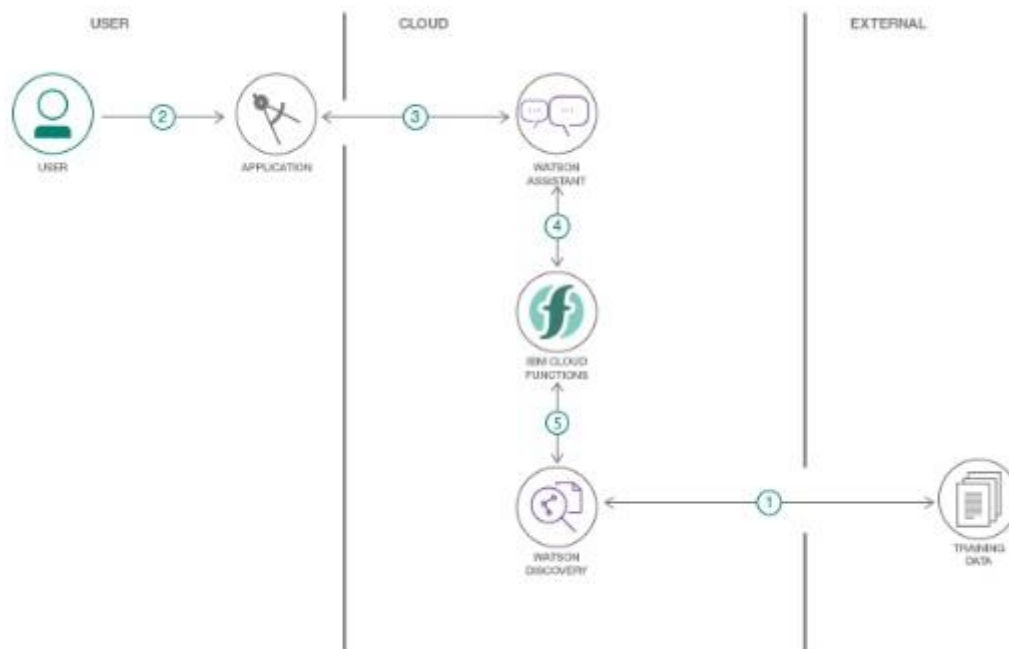 USER
CLOUD
EXTERNAL
2
3
USER
APPLICATION
WATSON
ASSISTANT
4
IBM CLOUD
FUNCTIONS
5
1
WATSON
DISCOVERY
TRAINING
DATA